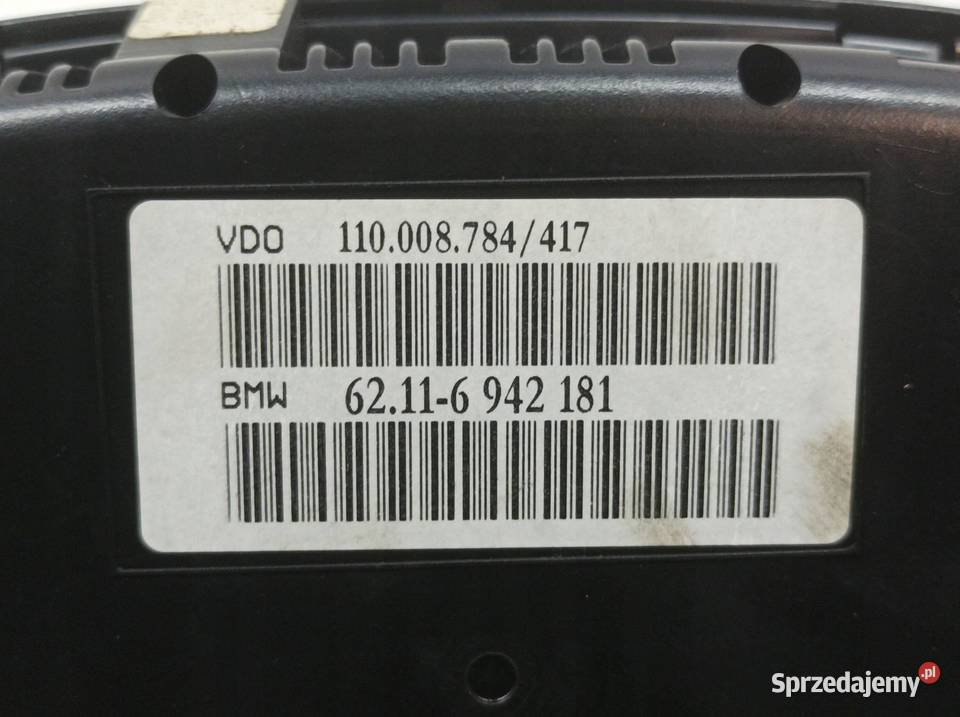 VDO 110.008.784/417
BMW 62.11-6 942 181
Sprzedajemy.pl